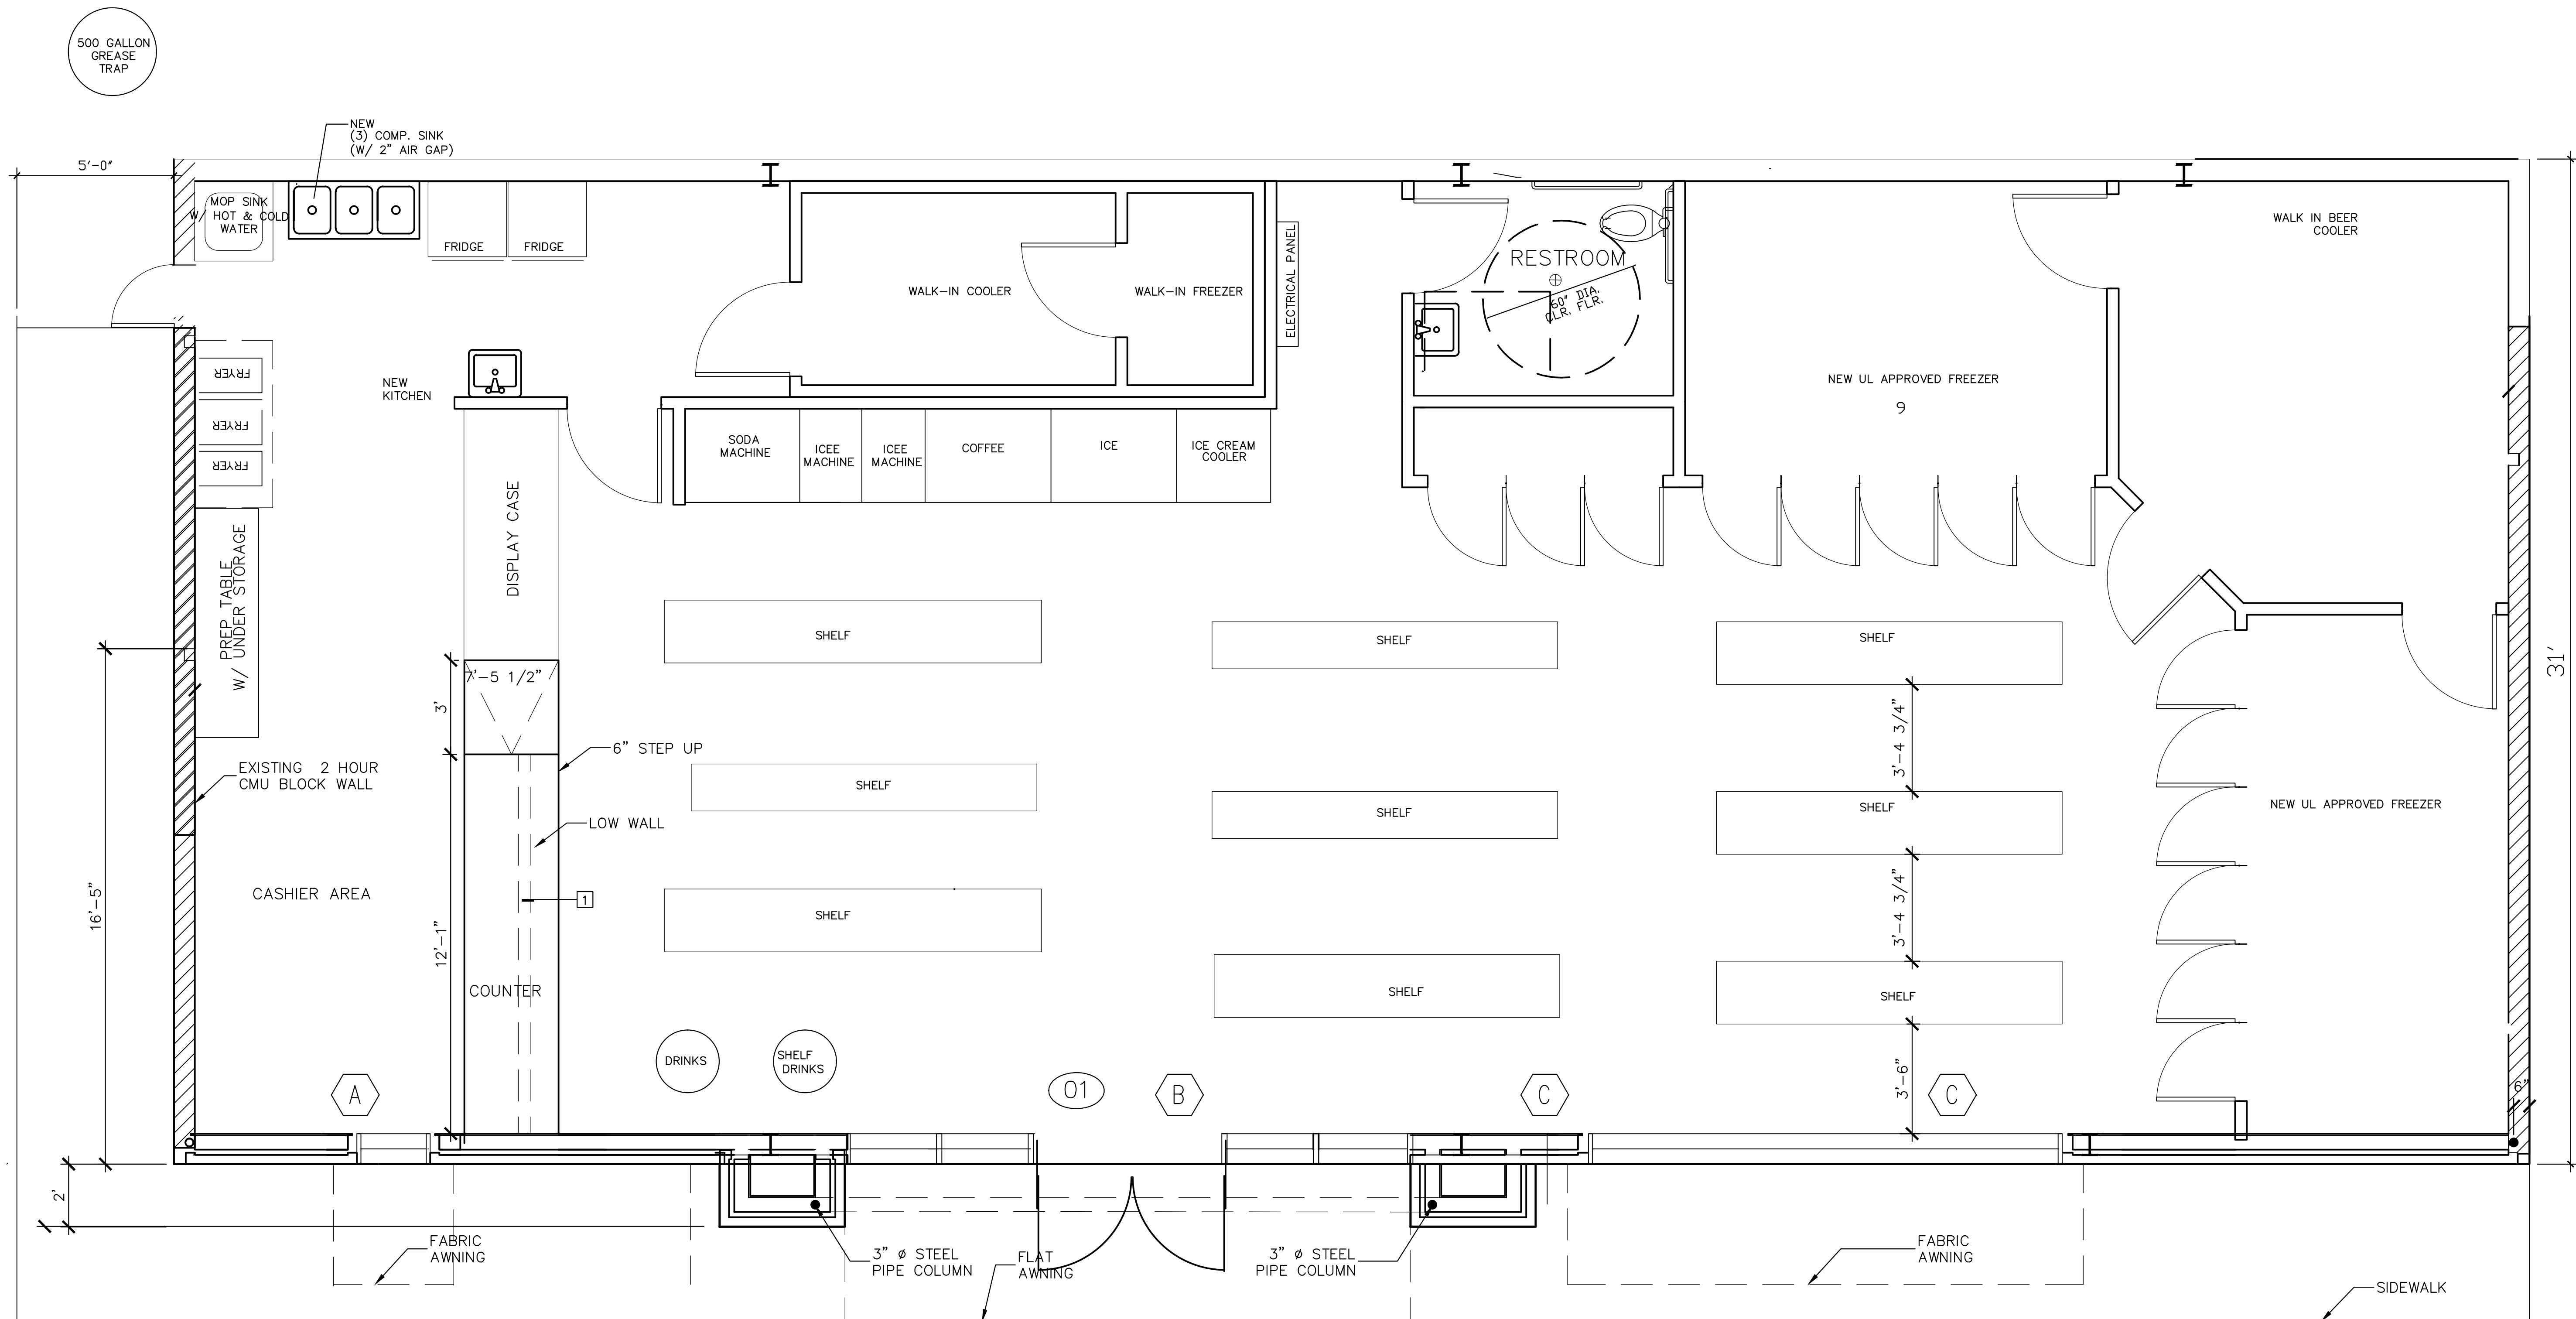 500 GALLON
GREASE
TRAP
NEW
(3) COMP. SINK
(W/ 2" AIR GAP)
5'-0"
MOP SINK
W/ HOT & COLD
WATER
FRIDGE
FRIDGE
WALK-IN COOLER
WALK-IN FREEZER
ELECTRICAL PANEL
RESTROOM
60" DIA.
CLR. FLR.
WALK IN BEER
COOLER
NEW UL APPROVED FREEZER
9
FRYER
FRYER
FRYER
NEW
KITCHEN
SODA
MACHINE
ICEE
MACHINE
ICEE
MACHINE
COFFEE
ICE
ICE CREAM
COOLER
DISPLAY CASE
PREP TABLE
W/ UNDER STORAGE
SHELF
SHELF
SHELF
31'
7'-5 1/2"
3'
3'-4 3/4"
6" STEP UP
EXISTING  2 HOUR
CMU BLOCK WALL
SHELF
SHELF
SHELF
NEW UL APPROVED FREEZER
LOW WALL
1
CASHIER AREA
16'-5"
12'-1"
SHELF
3'-4 3/4"
COUNTER
SHELF
SHELF
DRINKS
SHELF
DRINKS
3'-6"
6"
A
01
B
C
C
2'
FABRIC
AWNING
3" ø STEEL
PIPE COLUMN
FLAT
AWNING
3" ø STEEL
PIPE COLUMN
FABRIC
AWNING
SIDEWALK